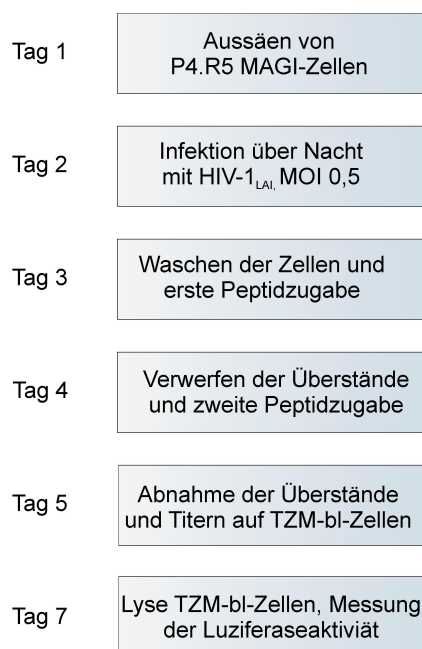 Tag 1
Aussäen von
P4.R5 MAGI-Zellen
Tag 2
Infektion über Nacht
mit HIV-1LAI, MOI 0,5
Tag 3
Waschen der Zellen und
erste Peptidzugabe
Tag 4
Verwerfen der Überstände
und zweite Peptidzugabe
Tag 5
Abnahme der Überstände
und Titern auf TZM-bl-Zellen
Tag 7
Lyse TZM-bl-Zellen, Messung
der Luziferaseaktiviät